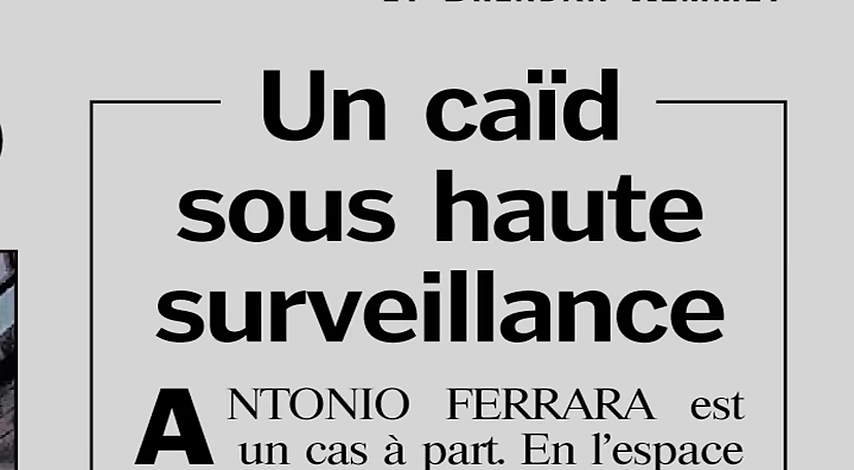 Un caïd
sous haute
surveillance
ANTONIO FERRARA est
un cas à part. En l'espace